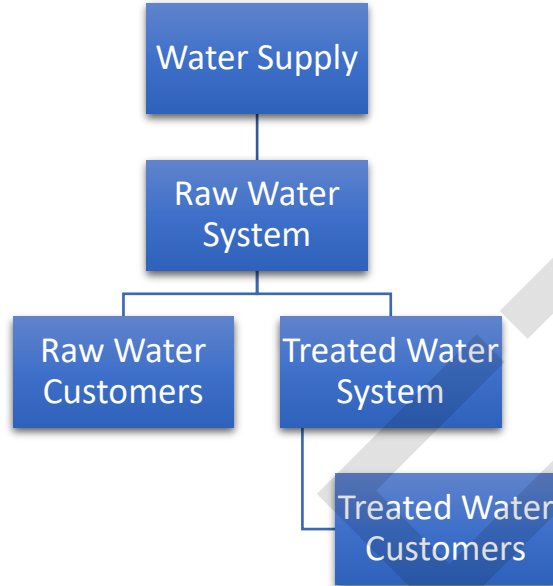 Water Supply
Raw Water
System
Raw Water
Customers
Treated Water
System
Treated Water
Customers